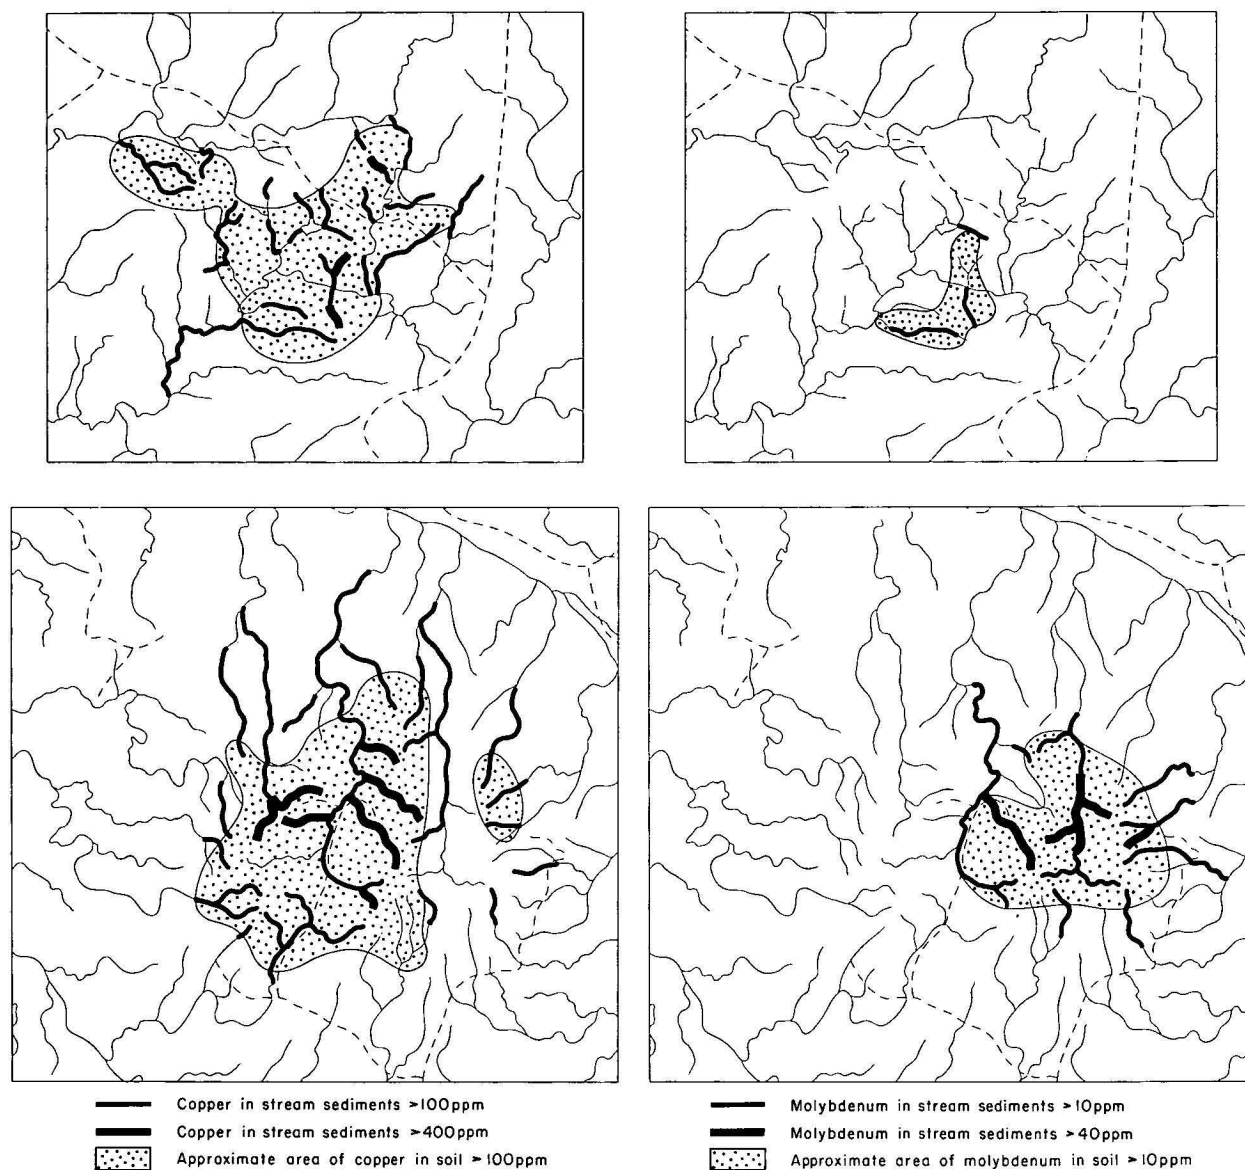 Copper in stream sediments >100ppm
Copper in stream sediments >400ppm
Approximate area of copper in soil >100ppm
Molybdenum in stream sediments >10ppm
Molybdenum in stream sediments >40ppm
Approximate area of molybdenum in soil >10ppm